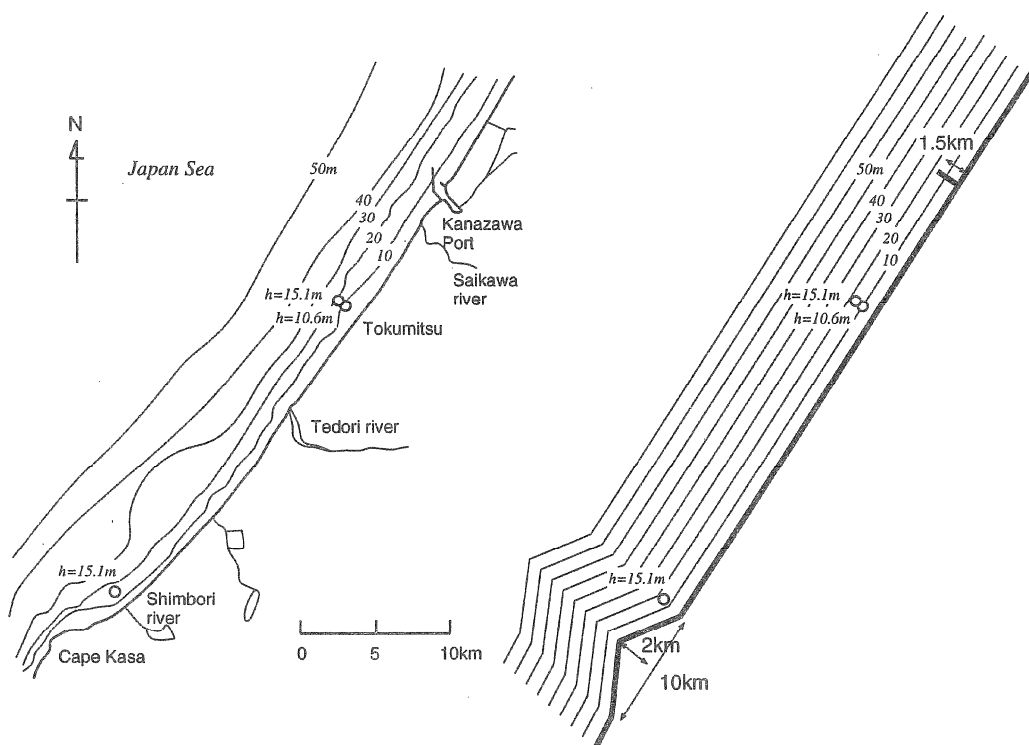 N
Japan Sea
50m
40
30
20
10
Kanazawa
Port
Saikawa
river
h=15.1m
h=10.6m
Tokumitsu
Tedori river
h=15.1m
Shimbori
river
Cape Kasa
0 5 10km
1.5km
50m
40
30
20
10
h=15.1m
h=10.6m
h=15.1m
2km
10km